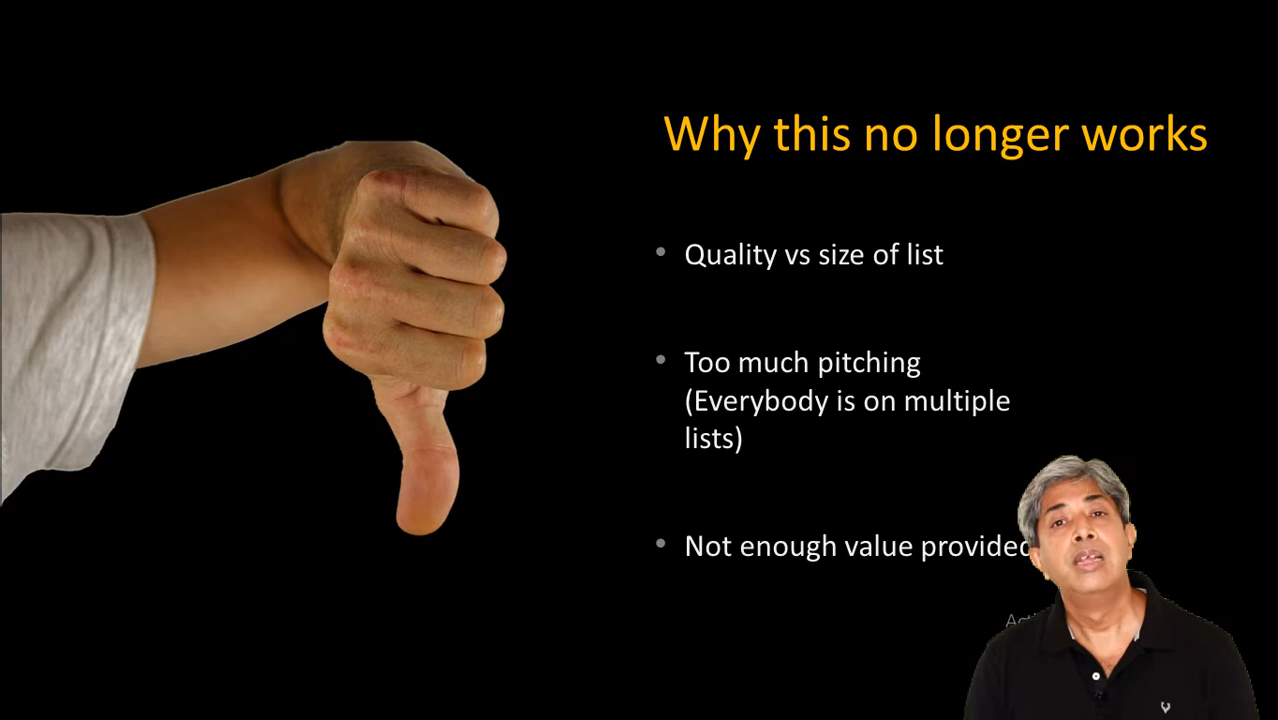 Why this no longer works
• Quality vs size of list
• Too much pitching
(Everybody is on multiple
lists)
• Not enough value provided